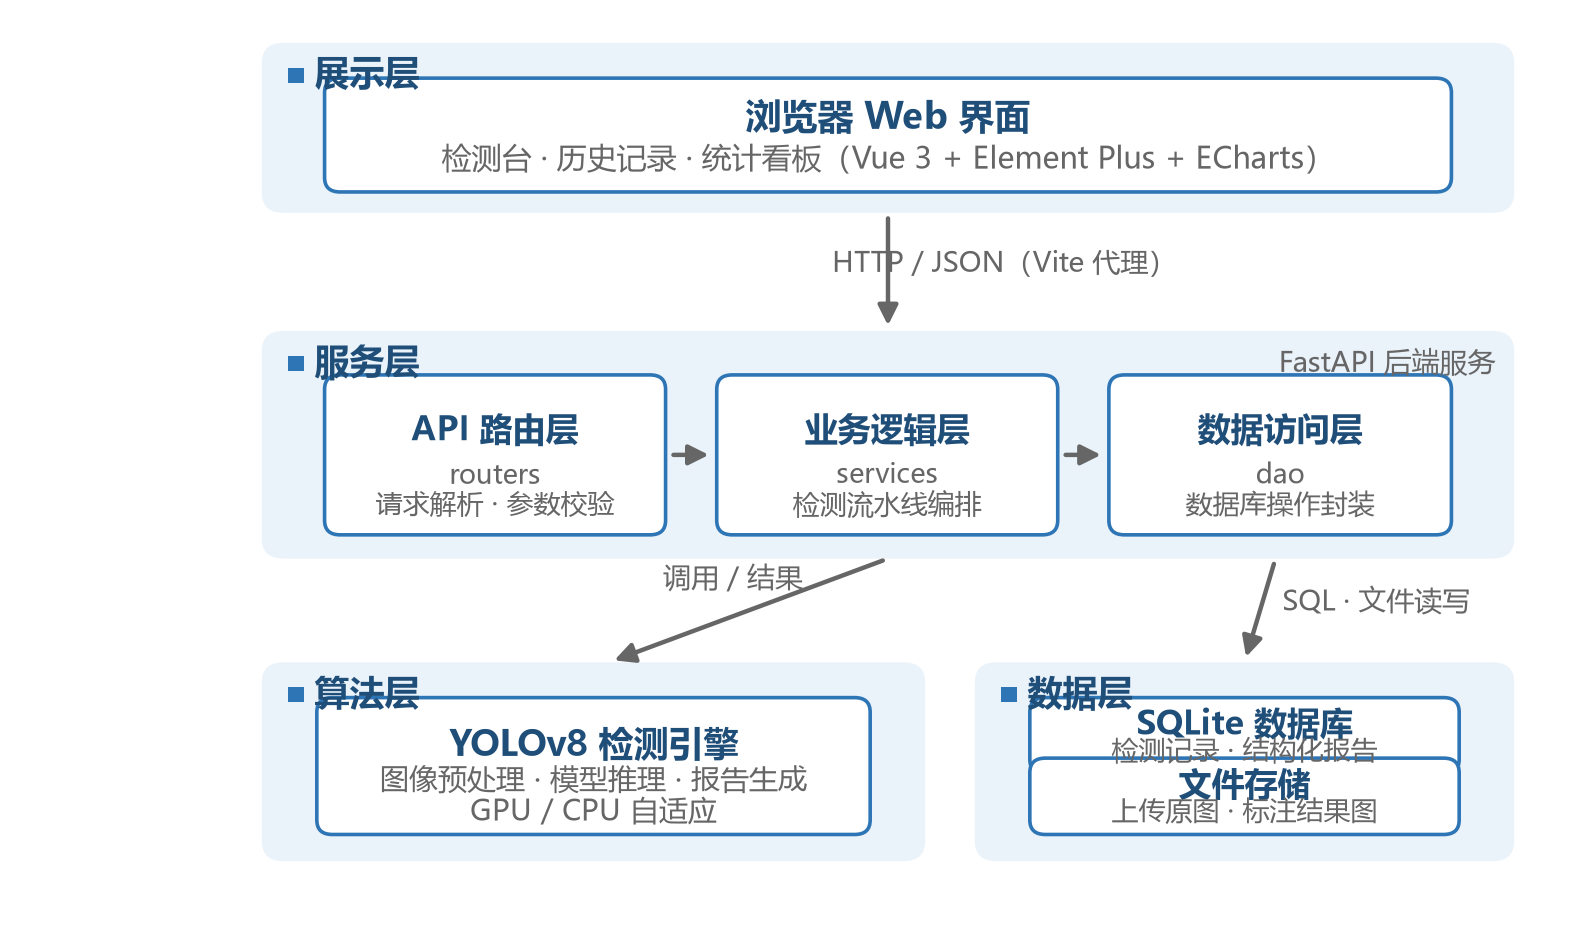 展示层
浏览器 Web 界面
检测台 · 历史记录 · 统计看板（Vue 3 + Element Plus + ECharts）
HTTP / JSON（Vite 代理）
服务层
FastAPI 后端服务
API 路由层
routers
请求解析 · 参数校验
业务逻辑层
services
检测流水线编排
数据访问层
dao
数据库操作封装
调用 / 结果
SQL · 文件读写
算法层
YOLOv8 检测引擎
图像预处理 · 模型推理 · 报告生成
GPU / CPU 自适应
数据层
SQLite 数据库
检测记录 · 结构化报告
文件存储
上传原图 · 标注结果图